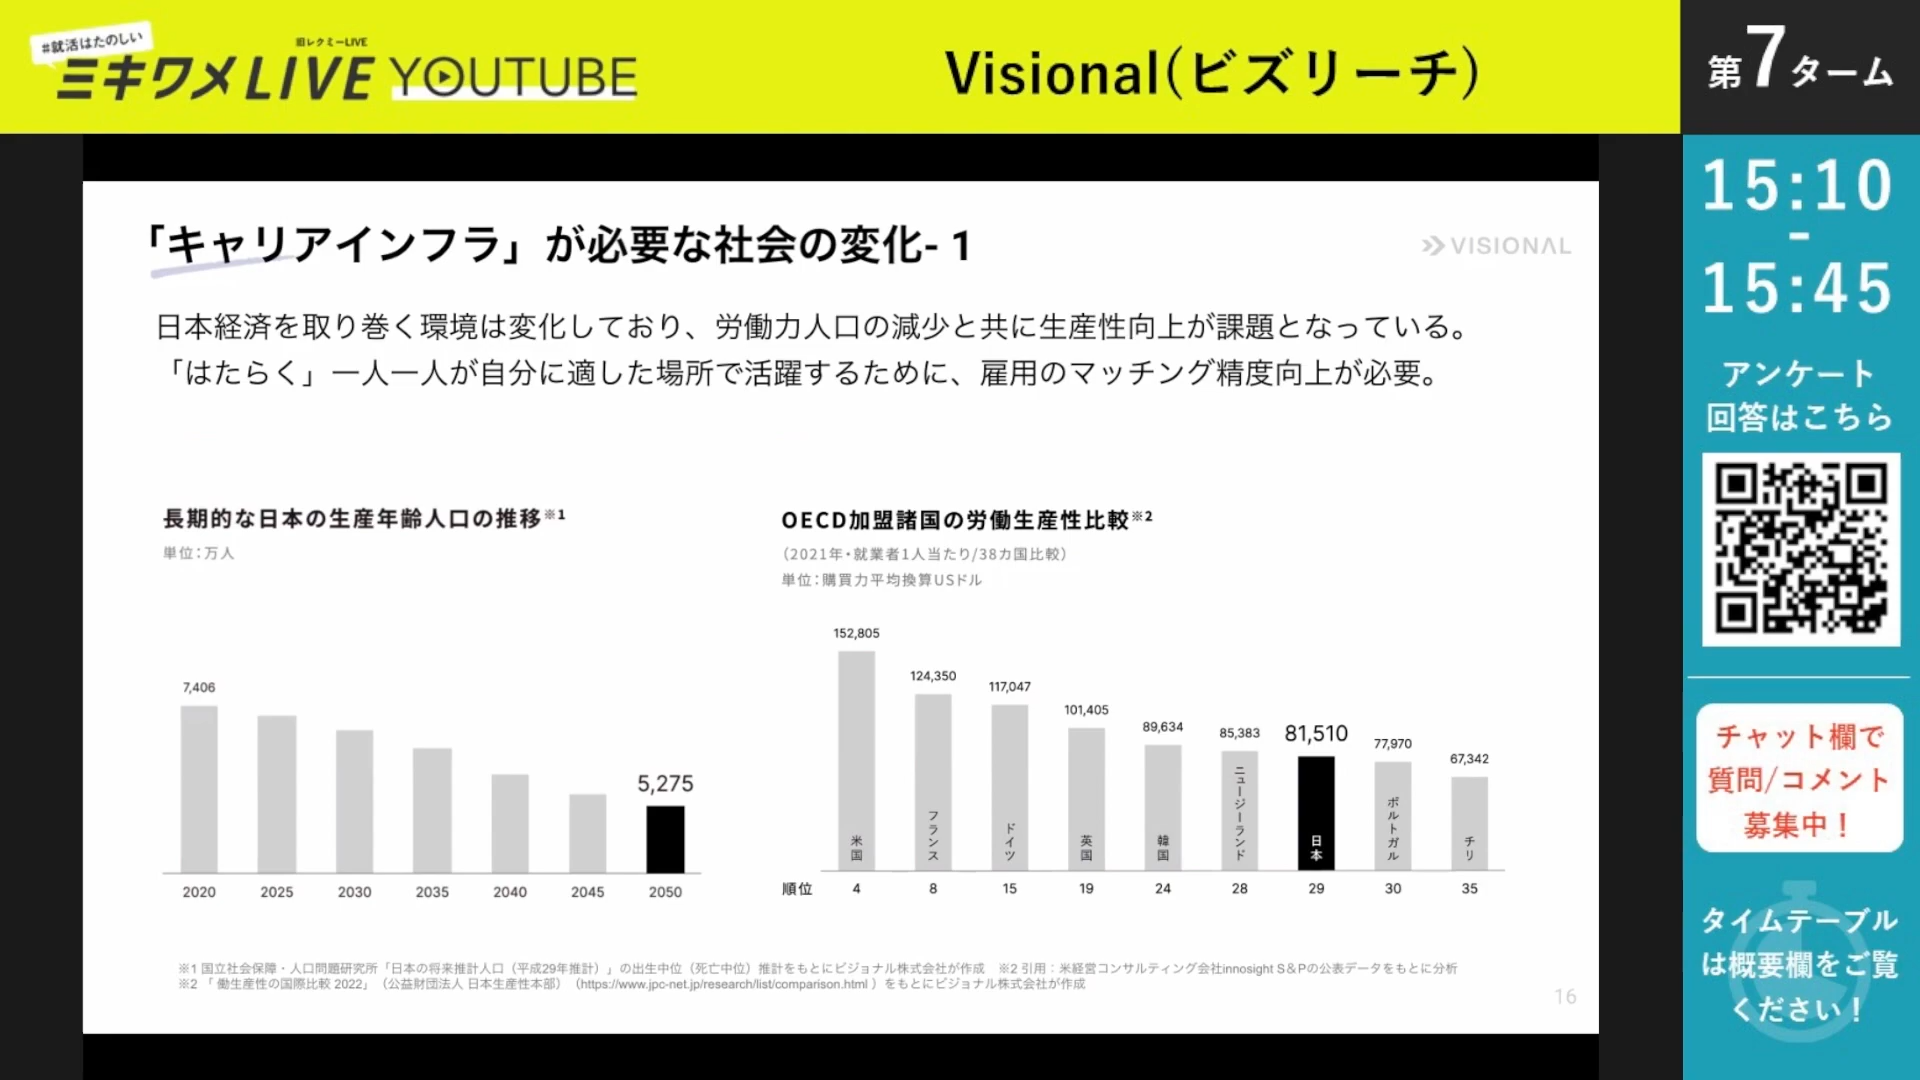 #就活はたのしい
旧レクミーLIVE
ミキワメLIVE YOUTUBE
Visional(ビズリーチ)
第7ターム
15:10
-
15:45
アンケート
回答はこちら
チャット欄で
質問/コメント
募集中！
タイムテーブル
は概要欄をご覧
ください！
「キャリアインフラ」が必要な社会の変化- 1
VISIONAL
日本経済を取り巻く環境は変化しており、労働力人口の減少と共に生産性向上が課題となっている。
「はたらく」一人一人が自分に適した場所で活躍するために、雇用のマッチング精度向上が必要。
長期的な日本の生産年齢人口の推移※1
単位：万人
7,406
5,275
2020 2025 2030 2035 2040 2045 2050
OECD加盟諸国の労働生産性比較※2
（2021年・就業者1人当たり/38カ国比較）
単位：購買力平均換算USドル
152,805 124,350 117,047 101,405 89,634 85,383 81,510 77,970 67,342
米国 フランス ドイツ 英国 韓国 ニュージーランド 日本 ポルトガル チリ
順位 4 8 15 19 24 28 29 30 35
※1 国立社会保障・人口問題研究所「日本の将来推計人口（平成29年推計）」の出生中位（死亡中位）推計をもとにビジョナル株式会社が作成　※2 引用：米経営コンサルティング会社innosight S＆Pの公表データをもとに分析
※2 「 働生産性の国際比較 2022」（公益財団法人 日本生産性本部）（https://www.jpc-net.jp/research/list/comparison.html ）をもとにビジョナル株式会社が作成
16